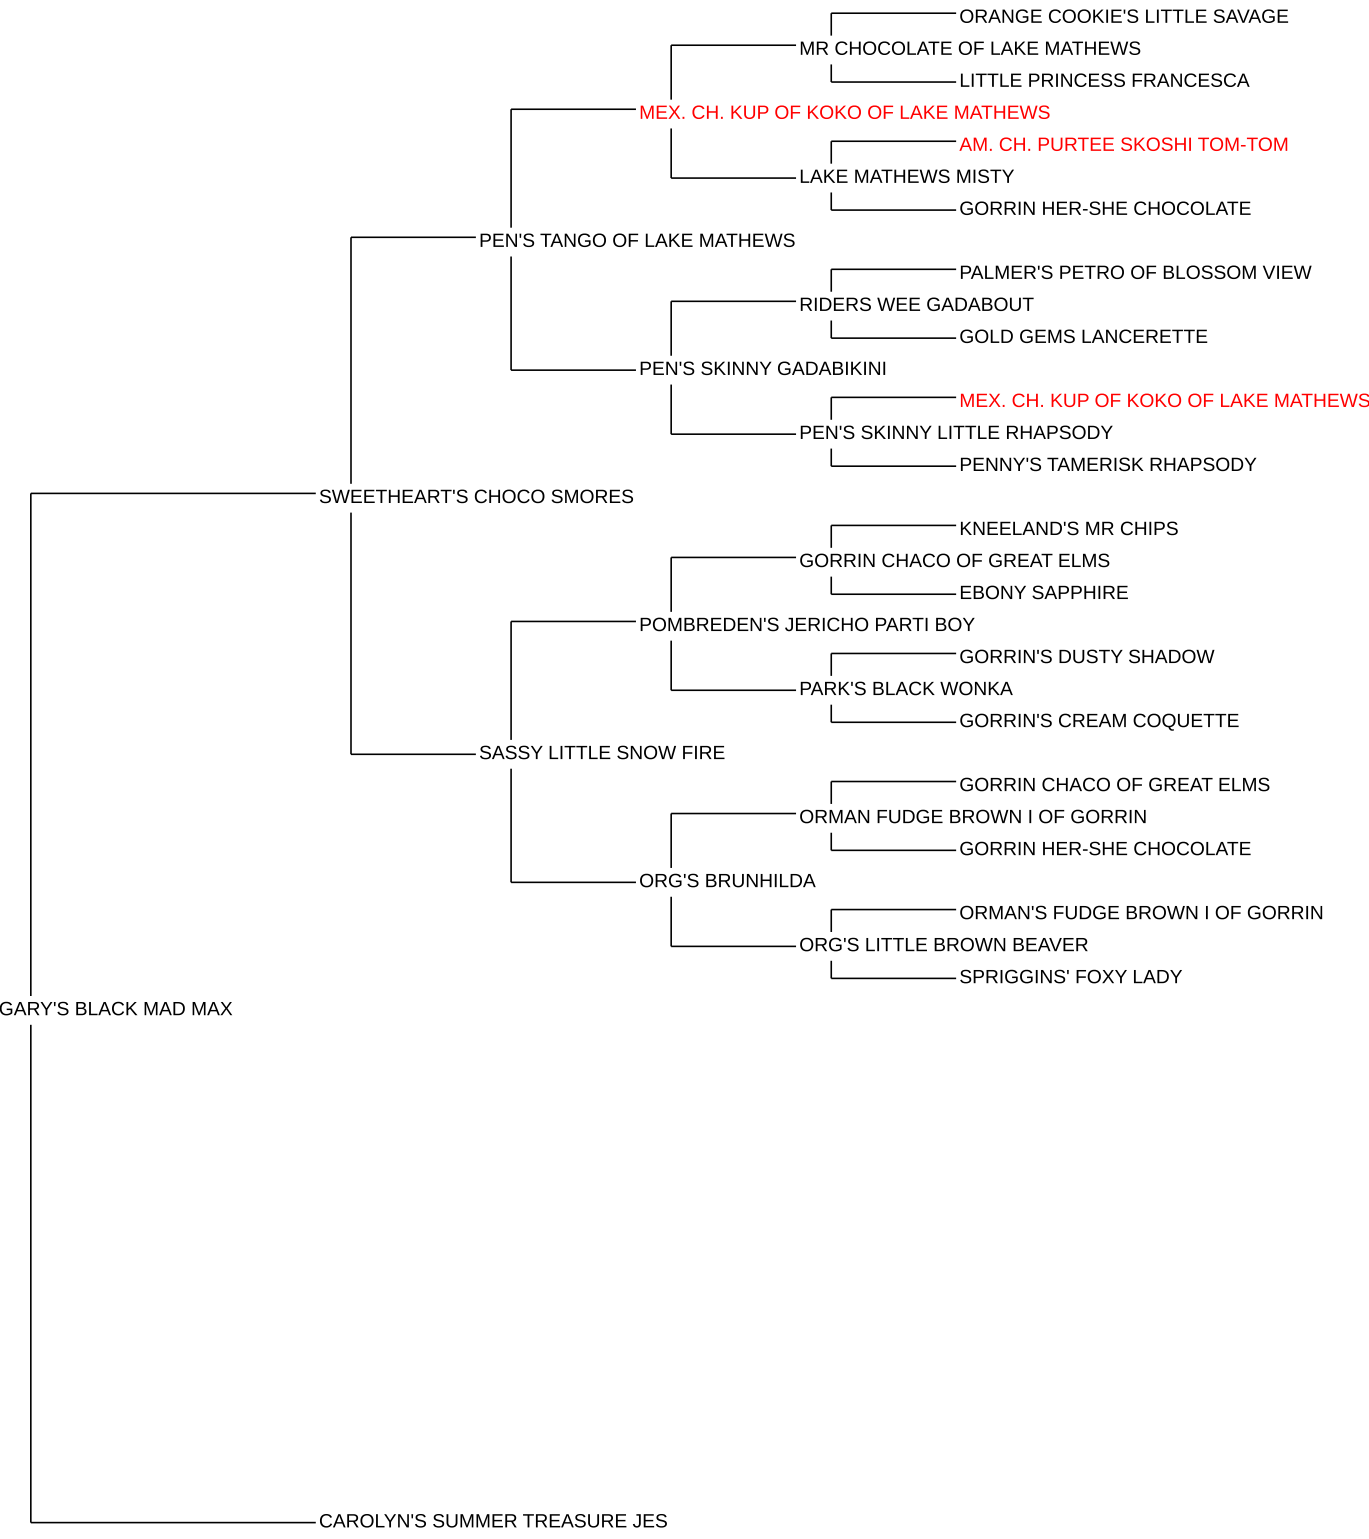 ORANGE COOKIE'S LITTLE SAVAGE
MR CHOCOLATE OF LAKE MATHEWS
LITTLE PRINCESS FRANCESCA
MEX. CH. KUP OF KOKO OF LAKE MATHEWS
AM. CH. PURTEE SKOSHI TOM-TOM
LAKE MATHEWS MISTY
GORRIN HER-SHE CHOCOLATE
PEN'S TANGO OF LAKE MATHEWS
PALMER'S PETRO OF BLOSSOM VIEW
RIDERS WEE GADABOUT
GOLD GEMS LANCERETTE
PEN'S SKINNY GADABIKINI
MEX. CH. KUP OF KOKO OF LAKE MATHEWS
PEN'S SKINNY LITTLE RHAPSODY
PENNY'S TAMERISK RHAPSODY
SWEETHEART'S CHOCO SMORES
KNEELAND'S MR CHIPS
GORRIN CHACO OF GREAT ELMS
EBONY SAPPHIRE
POMBREDEN'S JERICHO PARTI BOY
GORRIN'S DUSTY SHADOW
PARK'S BLACK WONKA
GORRIN'S CREAM COQUETTE
SASSY LITTLE SNOW FIRE
GORRIN CHACO OF GREAT ELMS
ORMAN FUDGE BROWN I OF GORRIN
GORRIN HER-SHE CHOCOLATE
ORG'S BRUNHILDA
ORMAN'S FUDGE BROWN I OF GORRIN
ORG'S LITTLE BROWN BEAVER
SPRIGGINS' FOXY LADY
GARY'S BLACK MAD MAX
CAROLYN'S SUMMER TREASURE JES